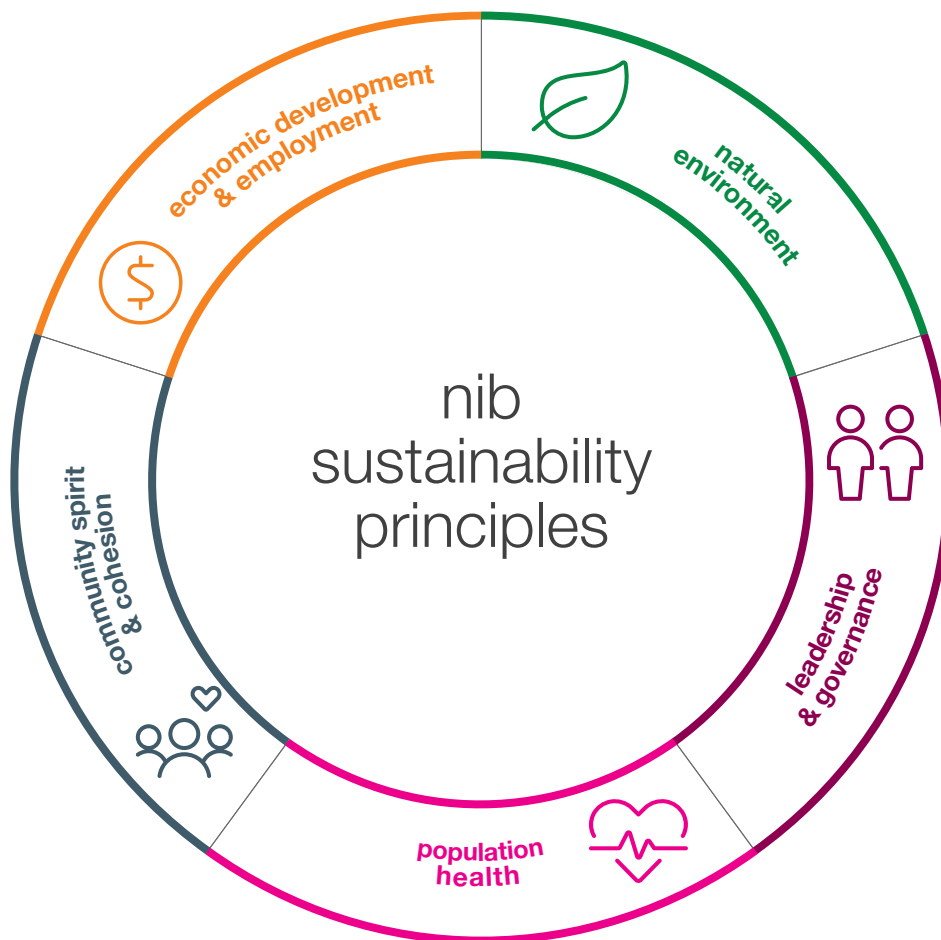 nib
sustainability
principles
natural
environment
leadership
& governance
population
health
community spirit
& cohesion
economic development
& employment
$